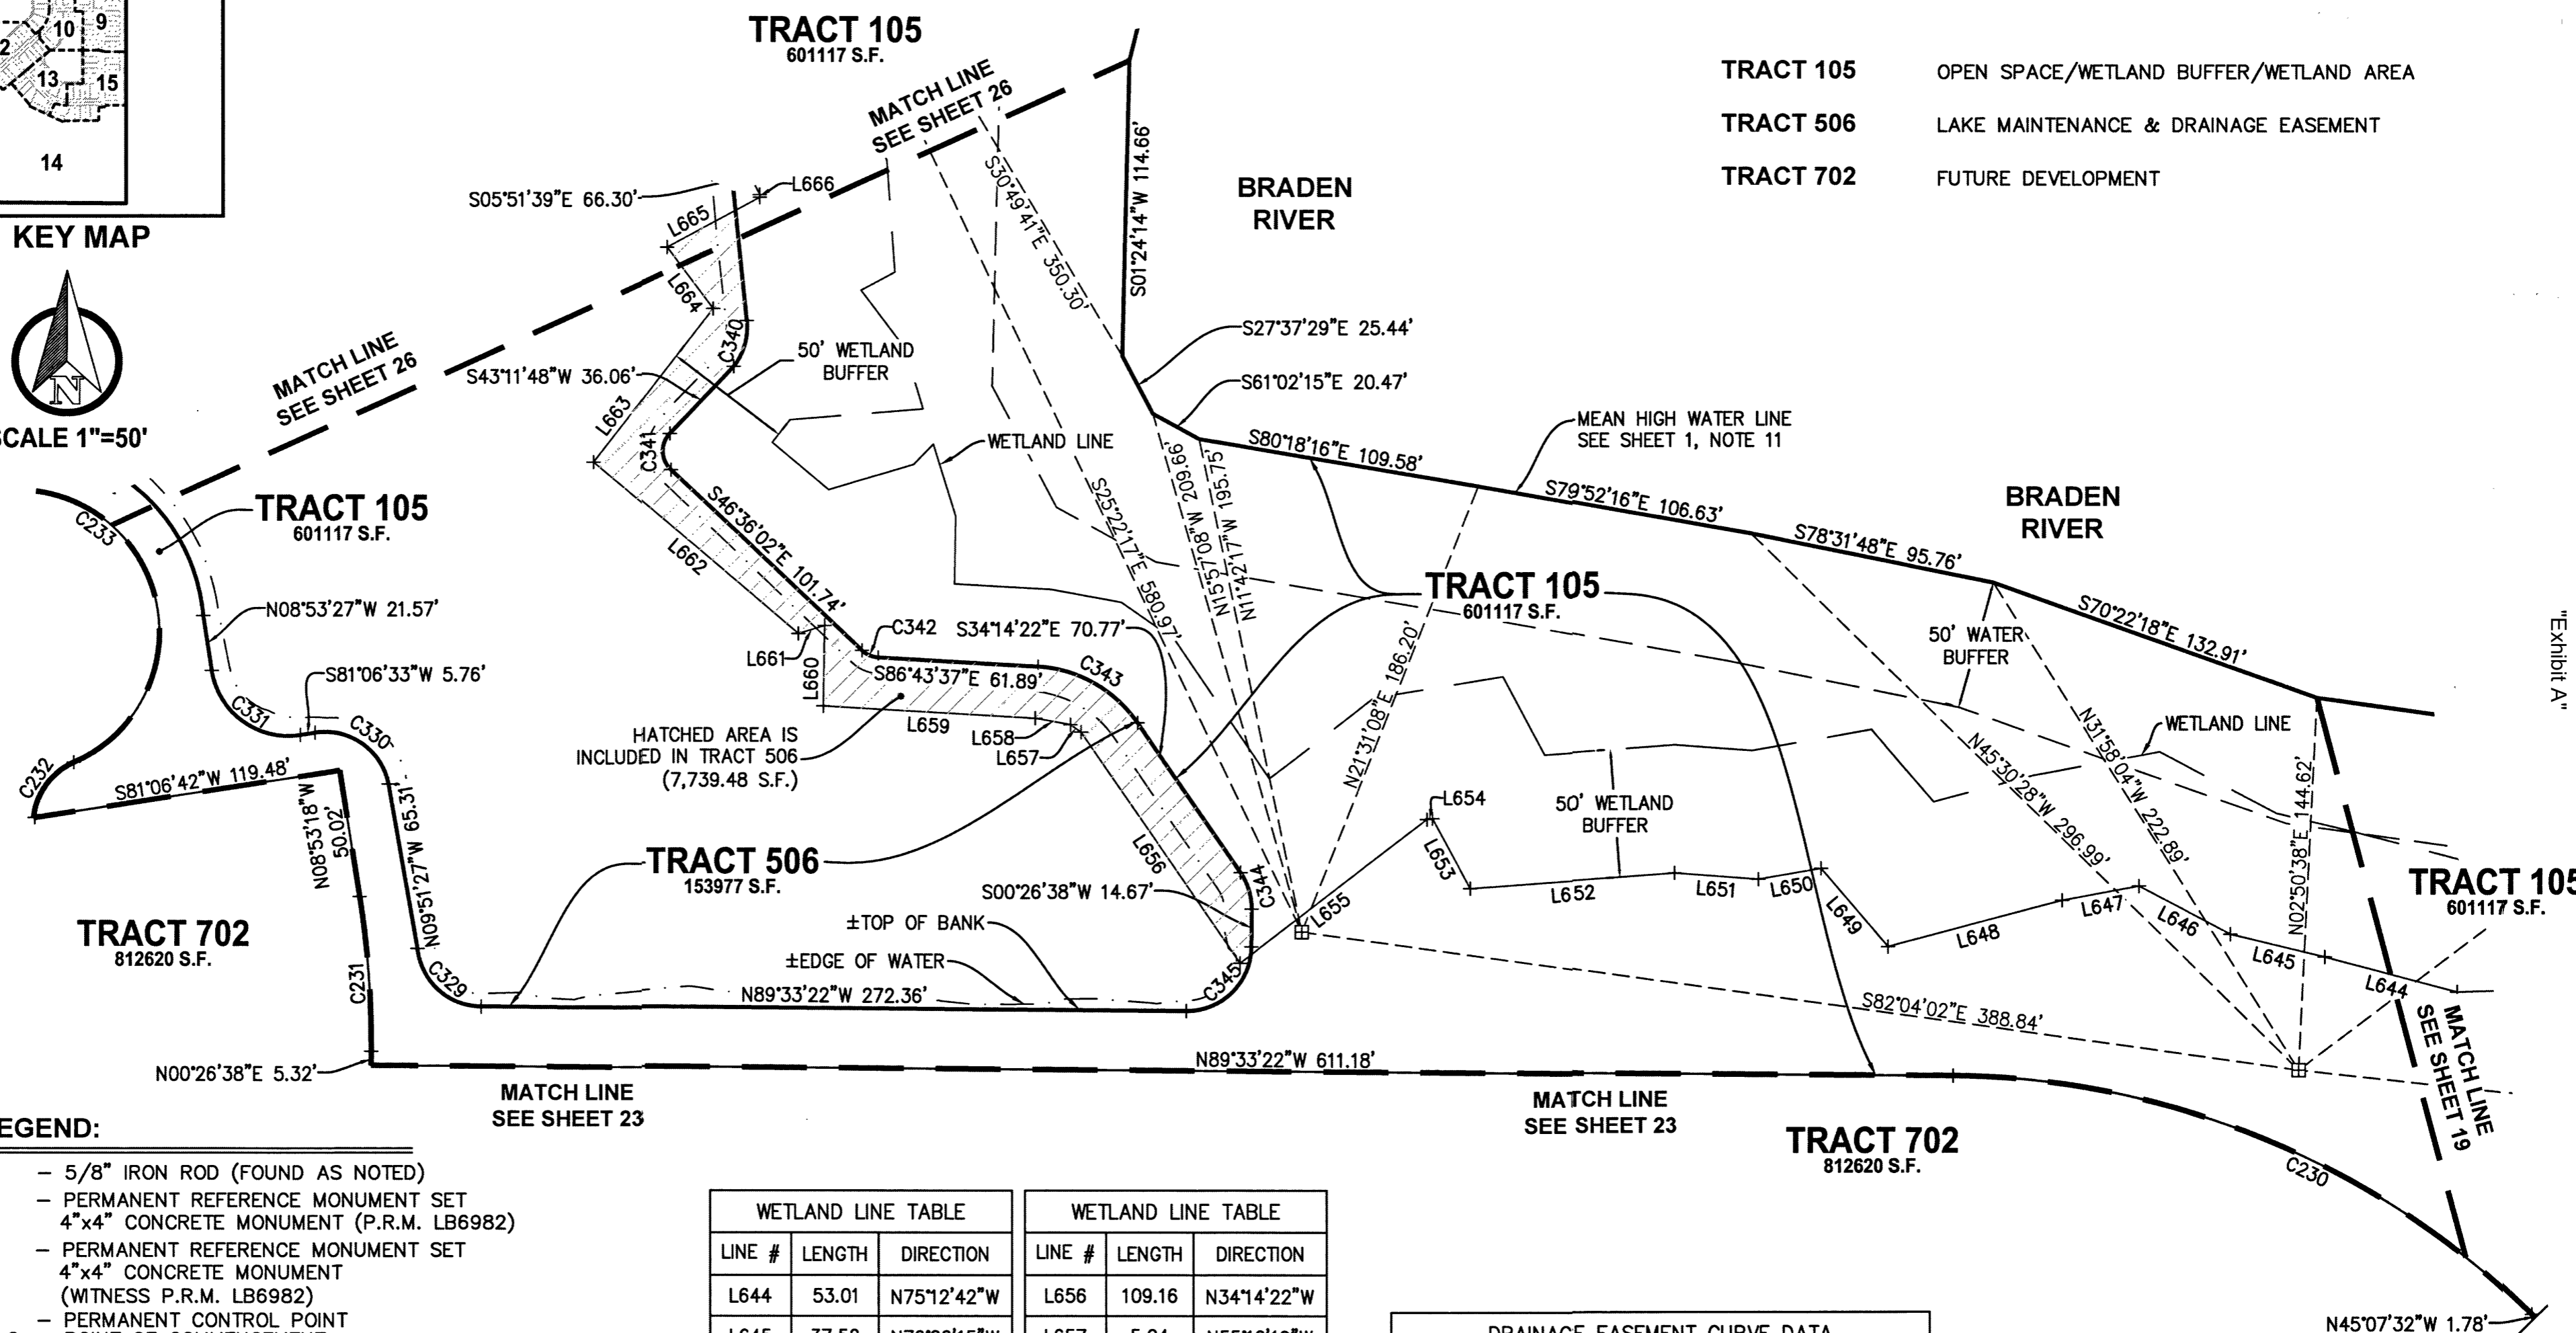 10
9
2
13
15
14
KEY MAP
N
SCALE 1"=50'
TRACT 105
601117 S.F.
TRACT 105 OPEN SPACE/WETLAND BUFFER/WETLAND AREA
TRACT 506 LAKE MAINTENANCE & DRAINAGE EASEMENT
TRACT 702 FUTURE DEVELOPMENT
MATCH LINE
SEE SHEET 26
S05°51'39"E 66.30'
L666
L665
L664
C340
S43°11'48"W 36.06'
50' WETLAND
BUFFER
L663
C341
WETLAND LINE
S30°49'41"E 350.30'
S01°24'14"W 114.66'
BRADEN
RIVER
S27°37'29"E 25.44'
S61°02'15"E 20.47'
MEAN HIGH WATER LINE
SEE SHEET 1, NOTE 11
S80°18'16"E 109.58'
S79°52'16"E 106.63'
S78°31'48"E 95.76'
S70°22'18"E 132.91'
BRADEN
RIVER
"Exhibit A"
MATCH LINE
SEE SHEET 26
C233
TRACT 105
601117 S.F.
N08°53'27"W 21.57'
S81°06'33"W 5.76'
C331
C330
C232
S81°06'42"W 119.48'
N08°53'18"W
50.02'
N09°51'27"W 65.31'
S46°36'02"E 101.74'
L662
C342
L661
L660
S34°14'22"E 70.77'
S86°43'37"E 61.89'
C343
L659
L658
L657
HATCHED AREA IS
INCLUDED IN TRACT 506
(7,739.48 S.F.)
S25°22'17"E 580.97'
N15°57'08"W 209.66'
N11°42'17"W 195.75'
N21°31'08"E 186.20'
TRACT 105
601117 S.F.
50' WATER
BUFFER
WETLAND LINE
N45°30'28"W 296.99'
N31°58'04"W 222.89'
N02°50'38"E 144.62'
TRACT 506
153977 S.F.
L656
C344
S00°26'38"W 14.67'
±TOP OF BANK
±EDGE OF WATER
C345
L655
L654
L653
50' WETLAND
BUFFER
L652
L651
L650
L649
L648
L647
L646
L645
L644
TRACT 105
601117 S.F.
TRACT 702
812620 S.F.
C231
C329
N89°33'22"W 272.36'
S82°04'02"E 388.84'
N00°26'38"E 5.32'
N89°33'22"W 611.18'
MATCH LINE
SEE SHEET 23
MATCH LINE
SEE SHEET 23
MATCH LINE
SEE SHEET 19
TRACT 702
812620 S.F.
C230
N45°07'32"W 1.78'
EGEND:
– 5/8" IRON ROD (FOUND AS NOTED)
– PERMANENT REFERENCE MONUMENT SET
4"x4" CONCRETE MONUMENT (P.R.M. LB6982)
– PERMANENT REFERENCE MONUMENT SET
4"x4" CONCRETE MONUMENT
(WITNESS P.R.M. LB6982)
– PERMANENT CONTROL POINT
WETLAND LINE TABLE
LINE # LENGTH DIRECTION
L644 53.01 N75°12'42"W
WETLAND LINE TABLE
LINE # LENGTH DIRECTION
L656 109.16 N34°14'22"W
DRAINAGE EASEMENT CURVE DATA